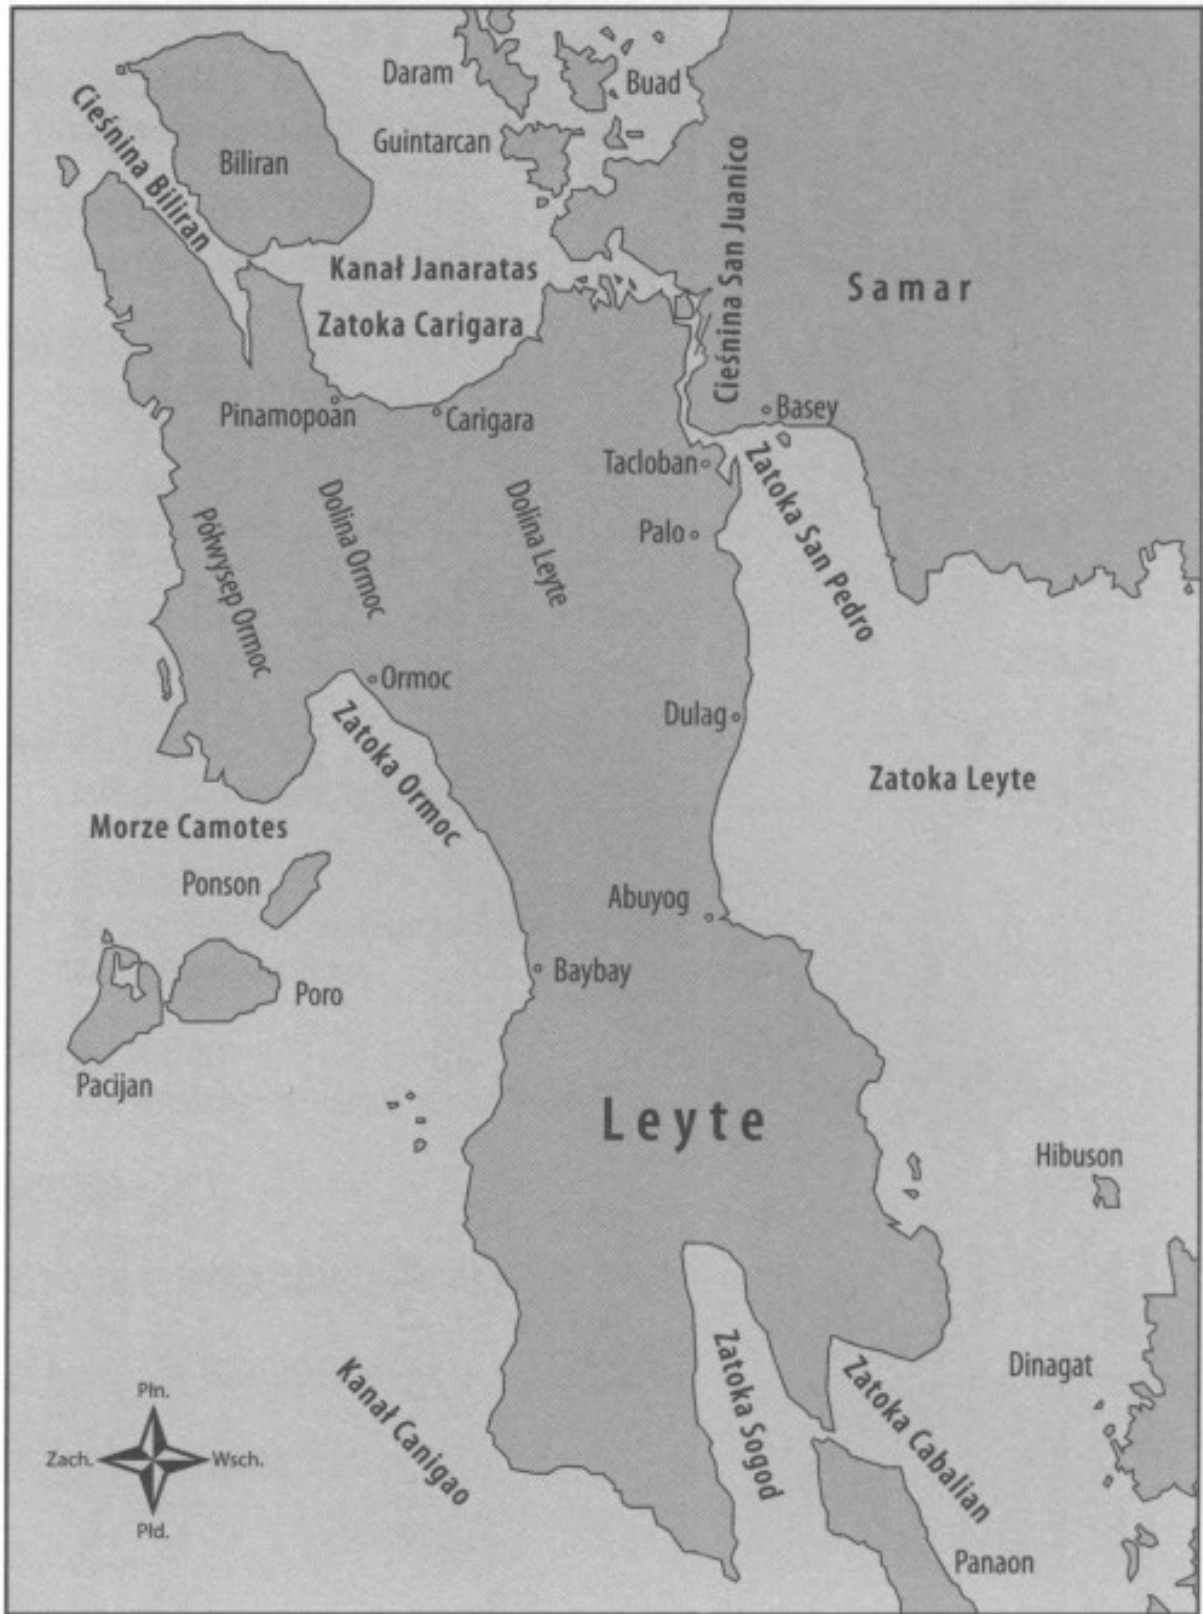 Daram
Buad
Cieśnina Biliran
Guintarcan
Biliran
Cieśnina San Juanico
Kanał Janaratas
Samar
Zatoka Carigara
Pinamopoan
Carigara
Basey
Tacloban
Zatoka San Pedro
Dolina Ormoc
Dolina Leyte
Palo
Półwysep Ormoc
Ormoc
Zatoka Ormoc
Dulag
Zatoka Leyte
Morze Camotes
Ponson
Abuyog
Baybay
Poro
Pacijan
Leyte
Hibuson
Zatoka Sogod
Zatoka Cabalian
Dinagat
Kanał Canigao
Płn.
Zach.
Wsch.
Płd.
Panaon